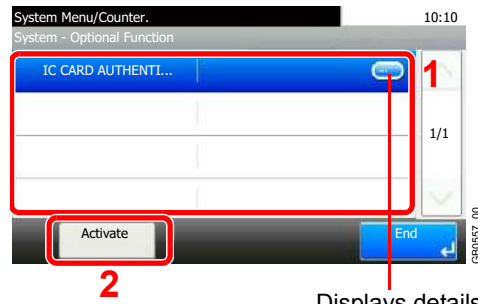 System Menu/Counter. 10:10
System - Optional Function
IC CARD AUTHENTI...
1
1/1
Activate
End
2
GB0557_00
Displays details